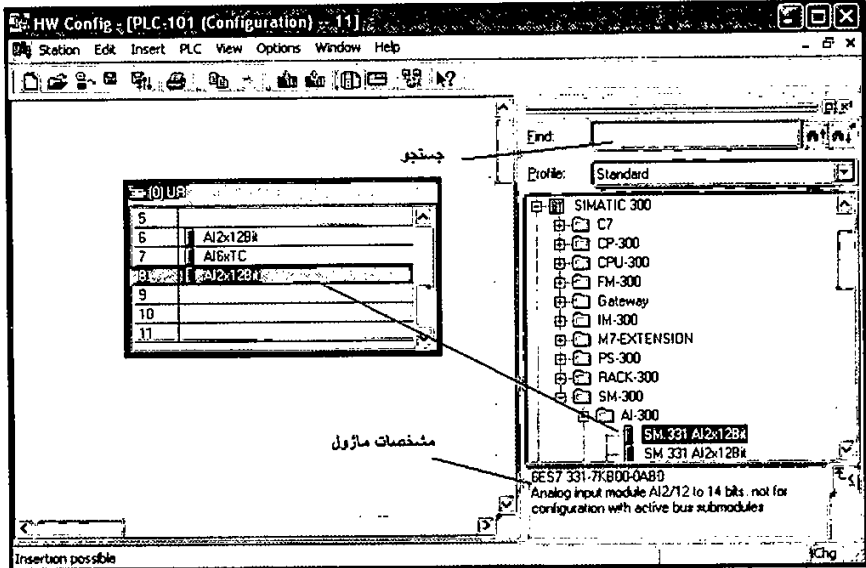 HW Config - [PLC-101 (Configuration) -- 11]
Station Edit Insert PLC View Options Window Help
Find:
جستجو
Profile: Standard
(0) UR
5
6 AI2x12Bit
7 AI6xTC
8 AI2x12Bit
9
10
11
SIMATIC 300
C7
CP-300
CPU-300
FM-300
Gateway
IM-300
M7-EXTENSION
PS-300
RACK-300
SM-300
AI-300
SM 331 AI2x12Bit
SM 331 AI2x12Bit
مشخصات ماژول
6ES7 331-7KB00-0AB0
Analog input module AI2/12 to 14 bits, not for
configuration with active bus submodules
Insertion possible
Chg